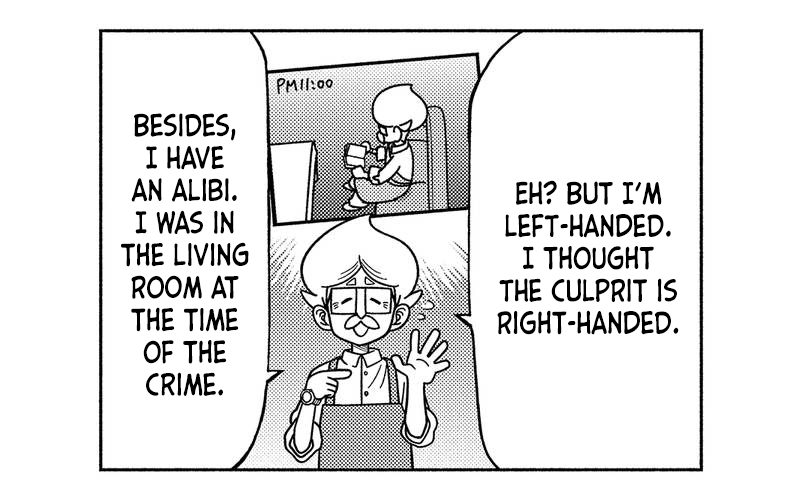 EH? BUT I'M
LEFT-HANDED.
I THOUGHT
THE CULPRIT IS
RIGHT-HANDED.
PM11:00
BESIDES,
I HAVE
AN ALIBI.
I WAS IN
THE LIVING
ROOM AT
THE TIME
OF THE
CRIME.